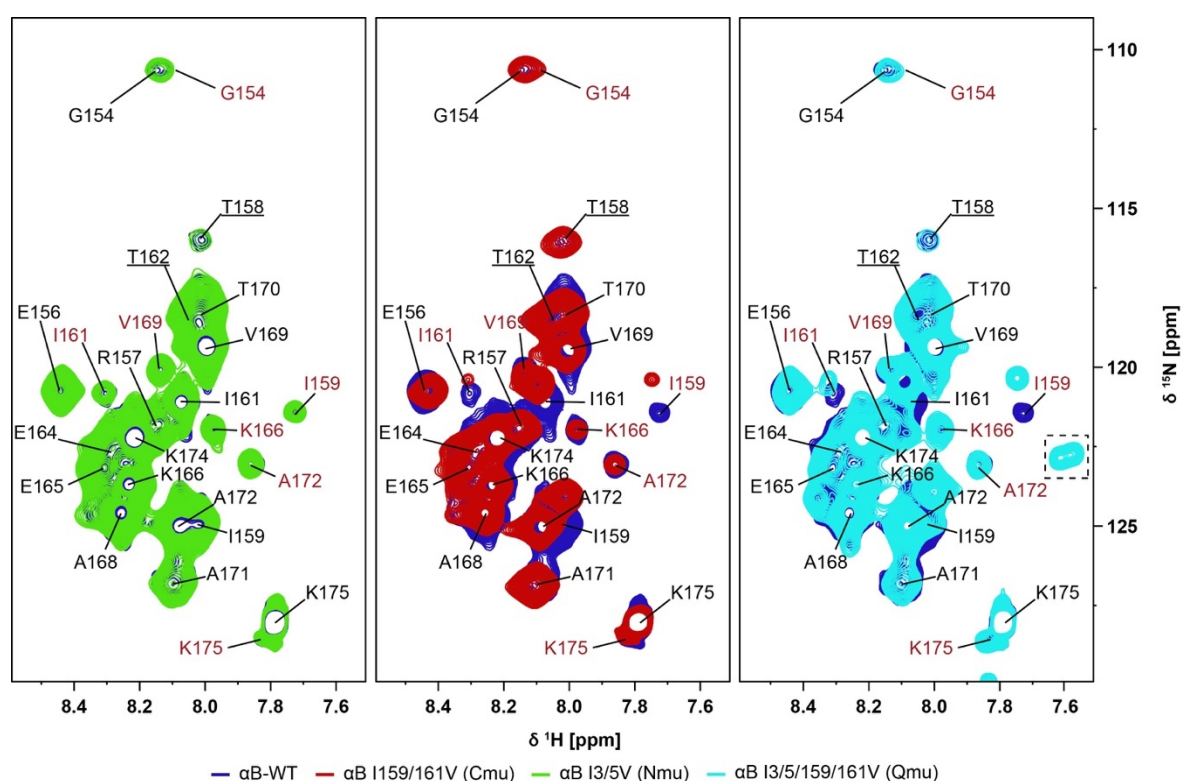 G154
G154
T158
T162
T170
E156
I161
V169
R157
V169
I159
I161
E164
K166
K174
K166
E165
A172
A172
A168
I159
A171
K175
K175
8.4 8.2 8.0 7.8 7.6
G154
G154
T158
T162
T170
E156
I161
V169
R157
V169
I159
I161
E164
K166
K174
K166
E165
A172
A172
A168
I159
A171
K175
K175
8.4 8.2 8.0 7.8 7.6
G154
G154
T158
T162
T170
E156
I161
V169
R157
V169
I159
I161
E164
K166
K174
K166
E165
A172
A172
A168
I159
A171
K175
K175
8.4 8.2 8.0 7.8 7.6
110
115
120
125
δ ¹⁵N [ppm]
δ ¹H [ppm]
αB-WT αB I159/161V (Cmu) αB I3/5V (Nmu) αB I3/5/159/161V (Qmu)